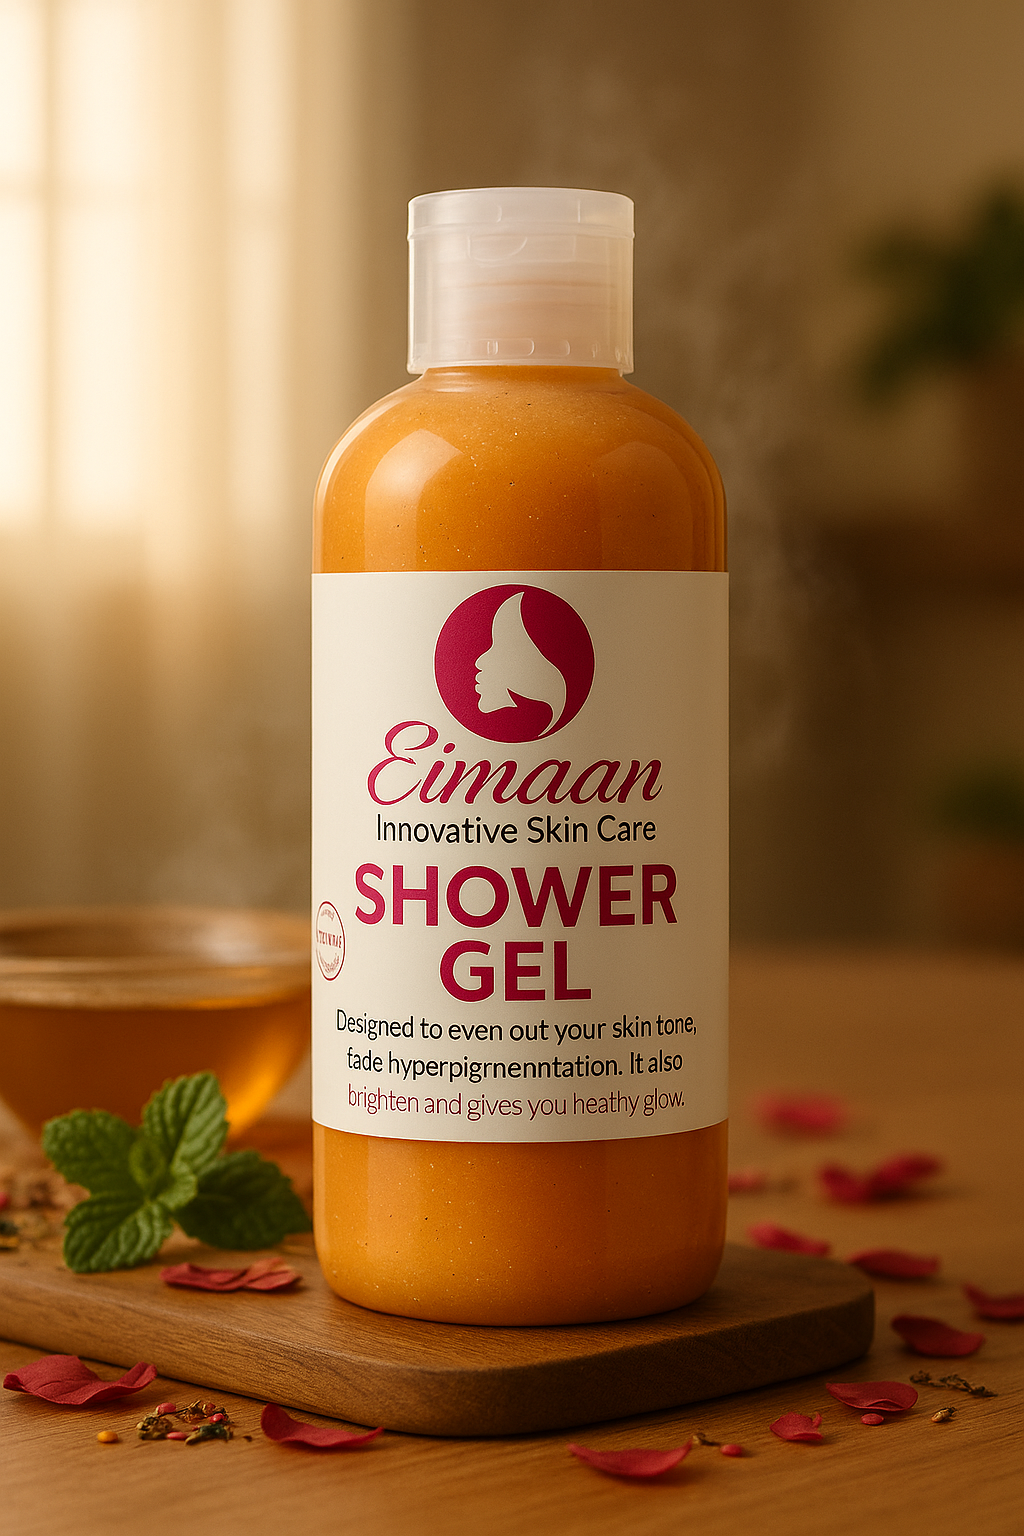 Eimaan
Innovative Skin Care
SHOWER
GEL
Designed to even out your skin tone,
fade hyperpigrnenntation. It also
brighten and gives you heathy glow.